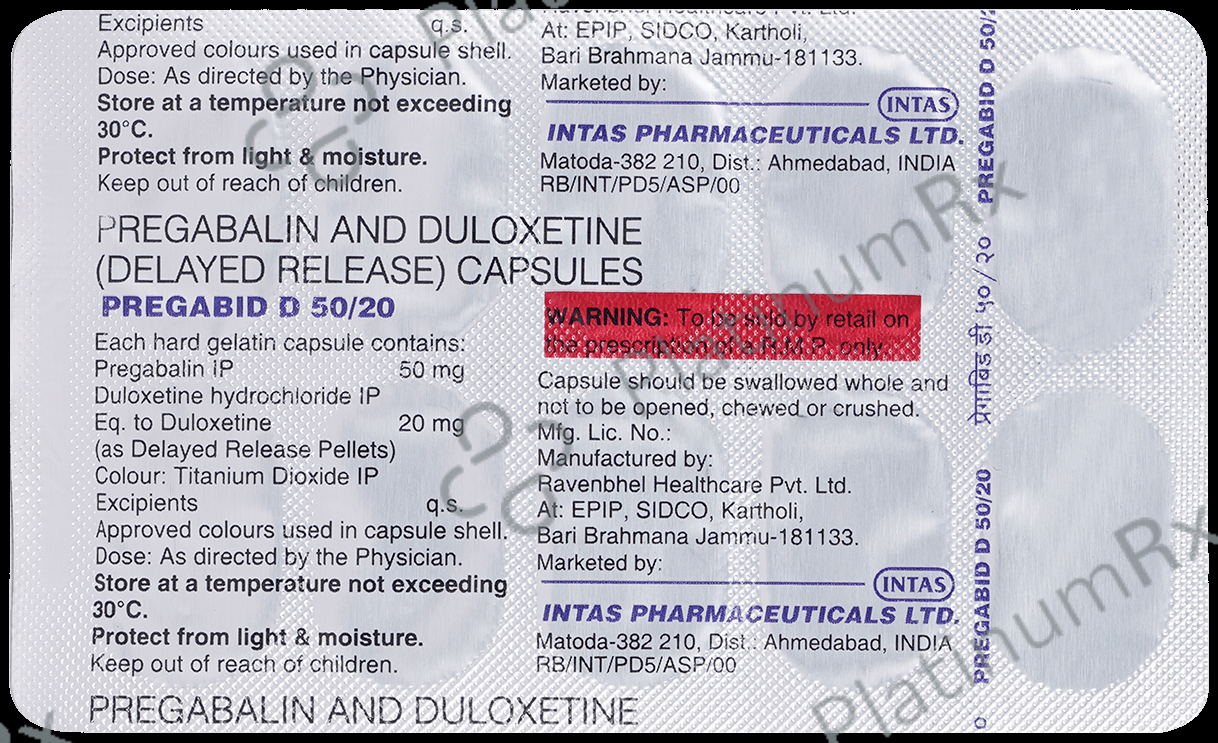 Excipients q.s.
Approved colours used in capsule shell.
Dose: As directed by the Physician.
Store at a temperature not exceeding
30°C.
Protect from light & moisture.
Keep out of reach of children.
PREGABALIN AND DULOXETINE
(DELAYED RELEASE) CAPSULES
PREGABID D 50/20
Each hard gelatin capsule contains:
Pregabalin IP 50 mg
Duloxetine hydrochloride IP
Eq. to Duloxetine 20 mg
(as Delayed Release Pellets)
Colour: Titanium Dioxide IP
Excipients q.s.
Approved colours used in capsule shell.
Dose: As directed by the Physician.
Store at a temperature not exceeding
30°C.
Protect from light & moisture.
Keep out of reach of children.
PREGABALIN AND DULOXETINE
Ravenbhel Healthcare Pvt. Ltd.
At: EPIP, SIDCO, Kartholi,
Bari Brahmana Jammu-181133.
Marketed by:
INTAS
INTAS PHARMACEUTICALS LTD.
Matoda-382 210, Dist.: Ahmedabad, INDIA
RB/INT/PD5/ASP/00
WARNING: To be sold by retail on
the prescription of a R.M.P. only
Capsule should be swallowed whole and
not to be opened, chewed or crushed.
Mfg. Lic. No.:
Manufactured by:
Ravenbhel Healthcare Pvt. Ltd.
At: EPIP, SIDCO, Kartholi,
Bari Brahmana Jammu-181133.
Marketed by:
INTAS
INTAS PHARMACEUTICALS LTD.
Matoda-382 210, Dist.: Ahmedabad, INDIA
RB/INT/PD5/ASP/00
PREGABID D 50/2
प्रेगाबिड डी ५०/२०
PREGABID D 50/20
०
PlatinumRx
PlatinumRx
PlatinumRx
PlatinumRx
Rx